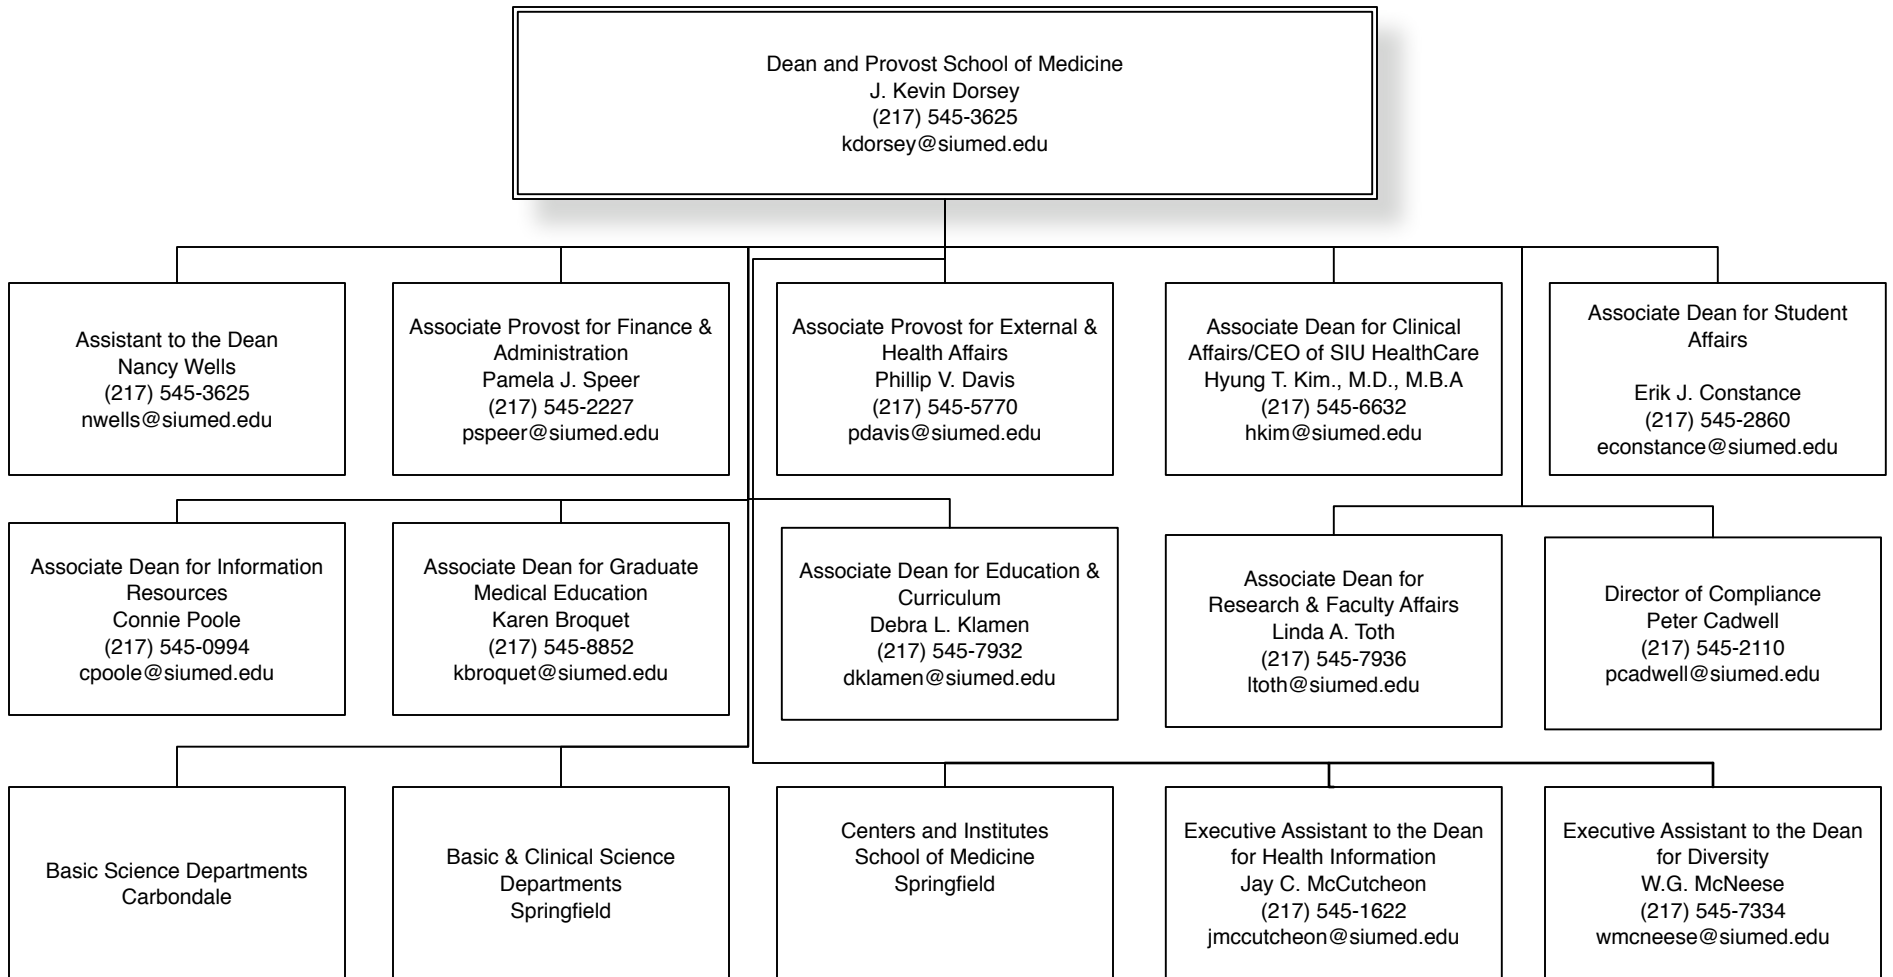 Dean and Provost School of Medicine
J. Kevin Dorsey
(217) 545-3625
kdorsey@siumed.edu
Assistant to the Dean
Nancy Wells
(217) 545-3625
nwells@siumed.edu
Associate Provost for Finance &
Administration
Pamela J. Speer
(217) 545-2227
pspeer@siumed.edu
Associate Provost for External &
Health Affairs
Phillip V. Davis
(217) 545-5770
pdavis@siumed.edu
Associate Dean for Clinical
Affairs/CEO of SIU HealthCare
Hyung T. Kim., M.D., M.B.A
(217) 545-6632
hkim@siumed.edu
Associate Dean for Student
Affairs
Erik J. Constance
(217) 545-2860
econstance@siumed.edu
Associate Dean for Information
Resources
Connie Poole
(217) 545-0994
cpoole@siumed.edu
Associate Dean for Graduate
Medical Education
Karen Broquet
(217) 545-8852
kbroquet@siumed.edu
Associate Dean for Education &
Curriculum
Debra L. Klamen
(217) 545-7932
dklamen@siumed.edu
Associate Dean for
Research & Faculty Affairs
Linda A. Toth
(217) 545-7936
ltoth@siumed.edu
Director of Compliance
Peter Cadwell
(217) 545-2110
pcadwell@siumed.edu
Basic Science Departments
Carbondale
Basic & Clinical Science
Departments
Springfield
Centers and Institutes
School of Medicine
Springfield
Executive Assistant to the Dean
for Health Information
Jay C. McCutcheon
(217) 545-1622
jmccutcheon@siumed.edu
Executive Assistant to the Dean
for Diversity
W.G. McNeese
(217) 545-7334
wmcneese@siumed.edu